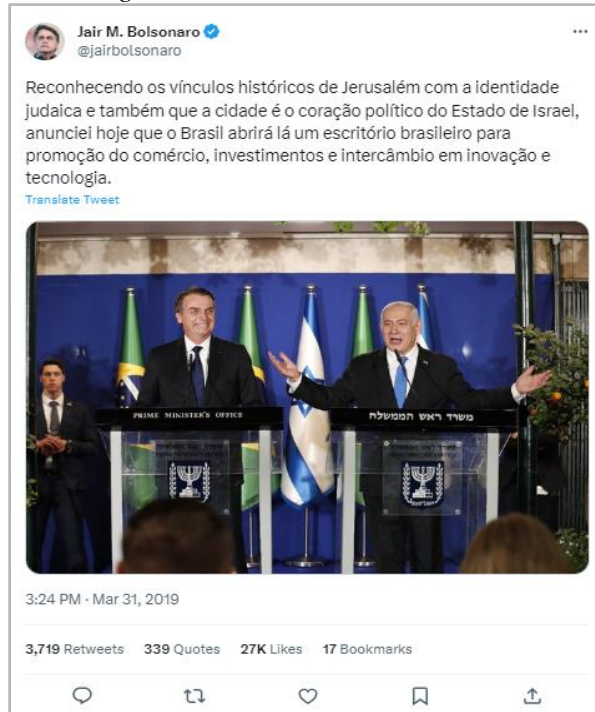 Jair M. Bolsonaro
@jairbolsonaro
Reconhecendo os vínculos históricos de Jerusalém com a identidade
judaica e também que a cidade é o coração político do Estado de Israel,
anunciei hoje que o Brasil abrirá lá um escritório brasileiro para
promoção do comércio, investimentos e intercâmbio em inovação e
tecnologia.
Translate Tweet
PRIME MINISTER'S OFFICE
משרד ראש הממשלה
3:24 PM · Mar 31, 2019
3,719 Retweets 339 Quotes 27K Likes 17 Bookmarks